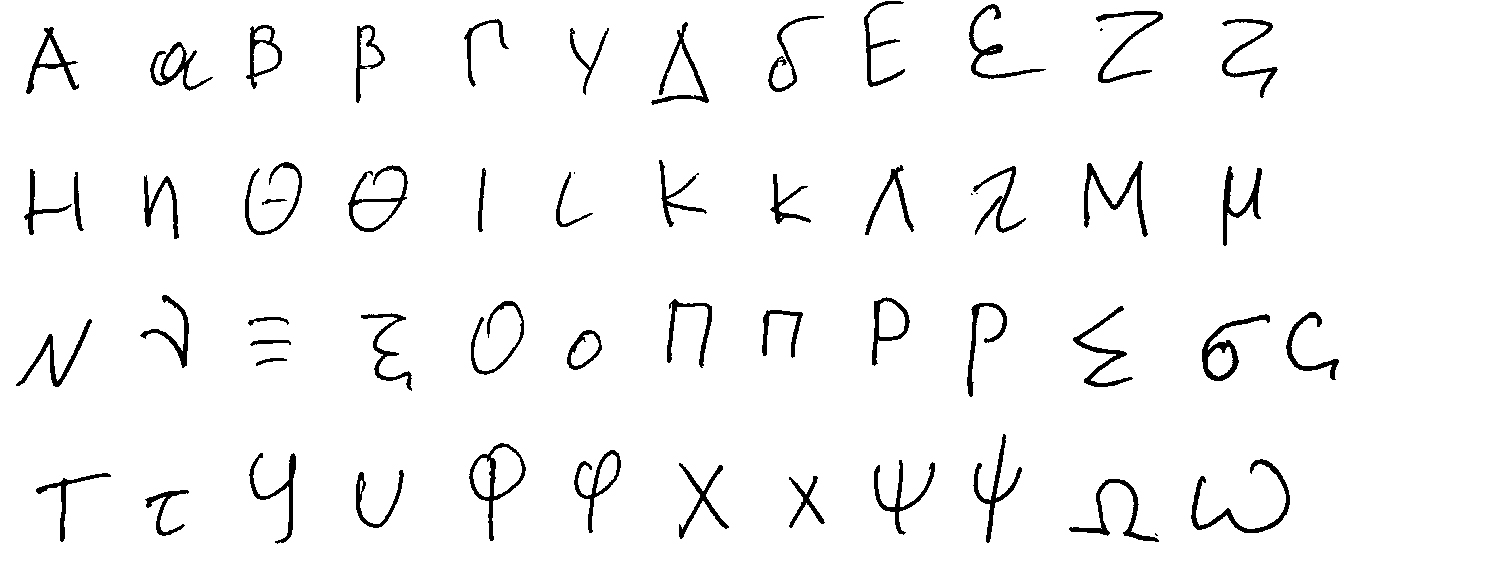 Α α Β β Γ γ Δ δ Ε ε Ζ ζ
Η η Θ θ Ι ι Κ κ Λ λ Μ μ
Ν ν Ξ ξ Ο ο Π π Ρ ρ Σ σ ς
Τ τ Υ υ Φ φ Χ χ Ψ ψ Ω ω